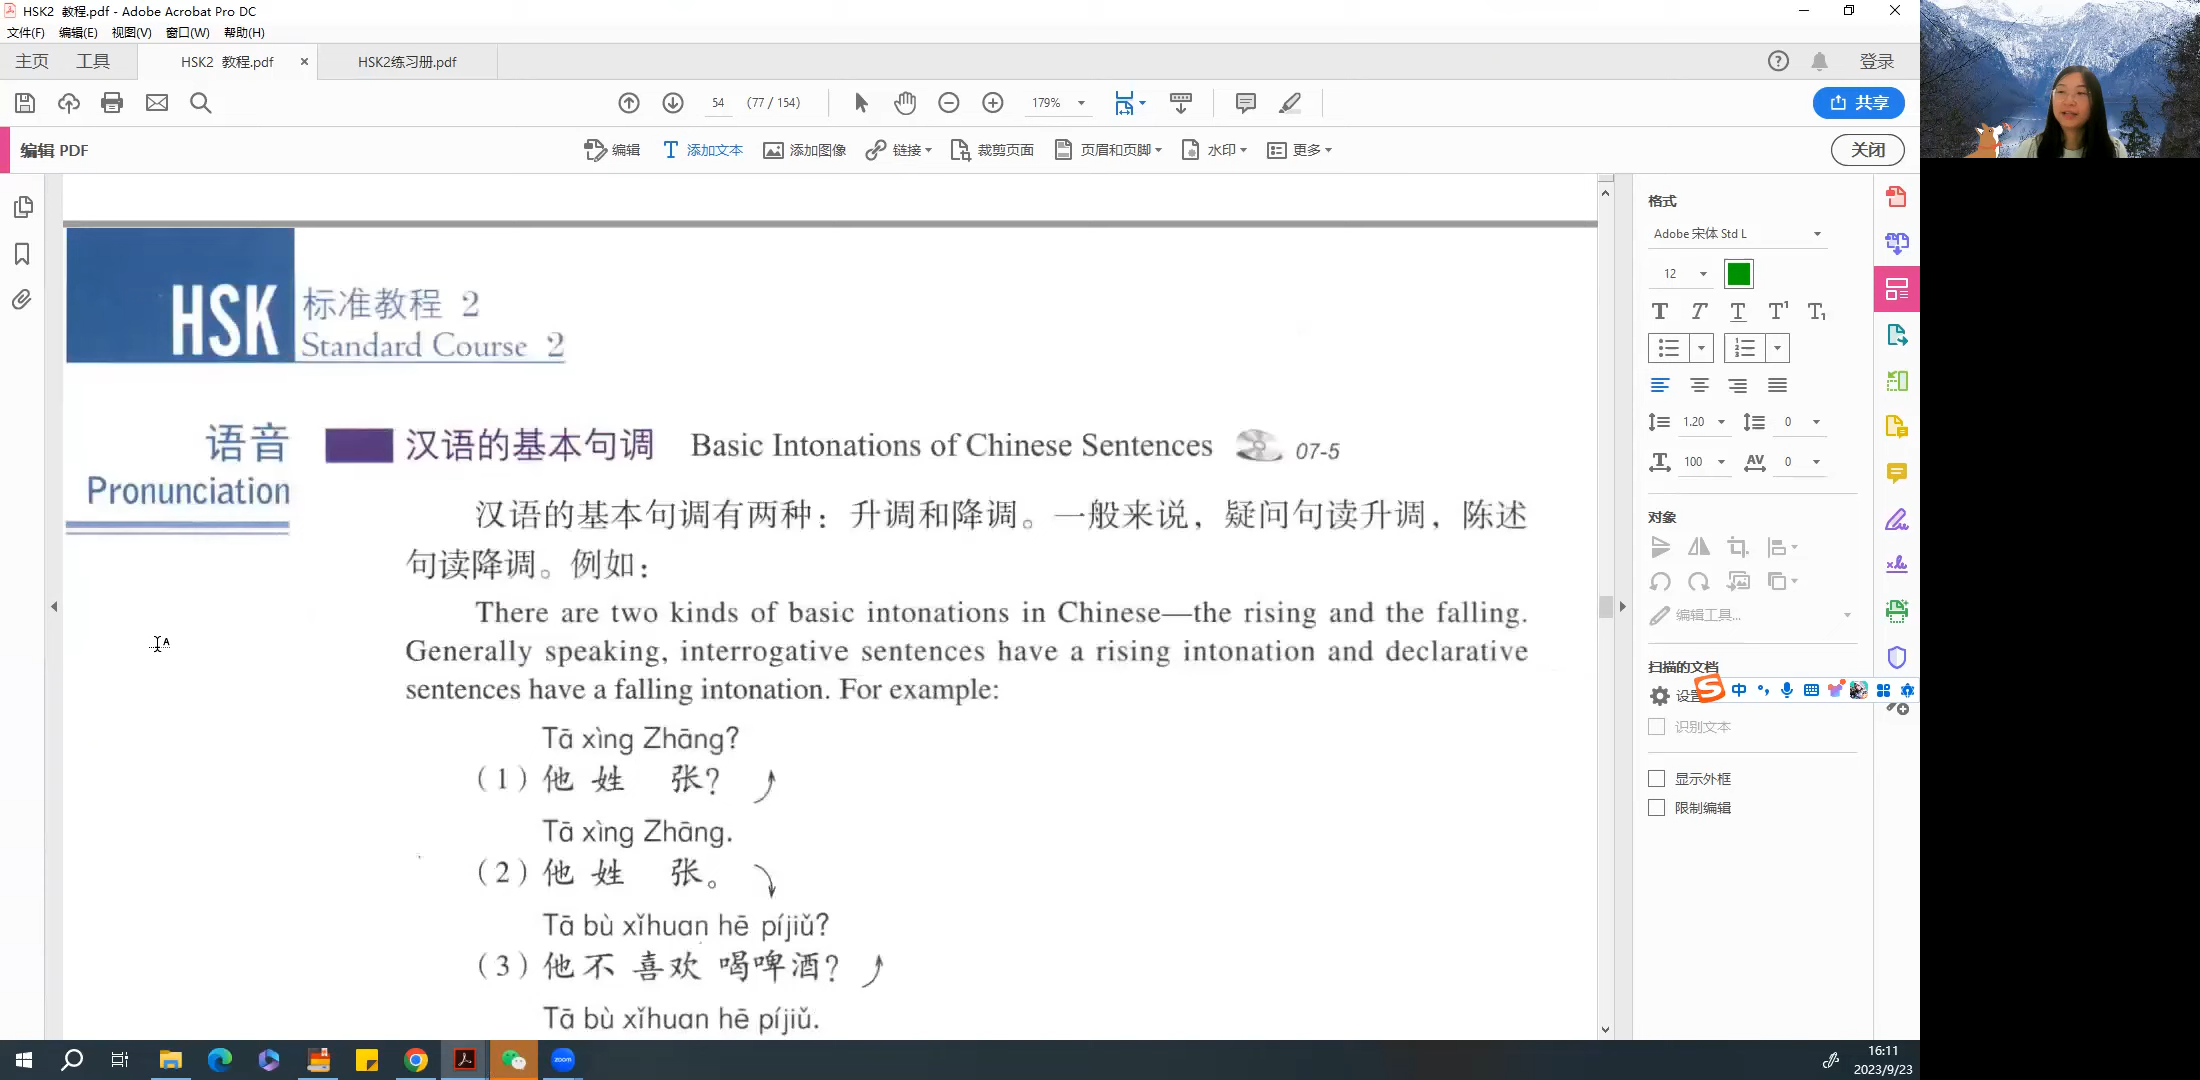 HSK2 教程.pdf - Adobe Acrobat Pro DC
文件(F) 编辑(E) 视图(V) 窗口(W) 帮助(H)
主页 工具 HSK2 教程.pdf × HSK2练习册.pdf 登录
54 (77 / 154) 179% 共享
编辑 PDF 编辑 添加文本 添加图像 链接 裁剪页面 页眉和页脚 水印 更多 关闭
HSK 标准教程 2
Standard Course 2
语音
Pronunciation
汉语的基本句调 Basic Intonations of Chinese Sentences 07-5
汉语的基本句调有两种：升调和降调。一般来说，疑问句读升调，陈述
句读降调。例如：
There are two kinds of basic intonations in Chinese—the rising and the falling.
Generally speaking, interrogative sentences have a rising intonation and declarative
sentences have a falling intonation. For example:
Tā xìng Zhāng?
（1）他 姓 张？
Tā xìng Zhāng.
（2）他 姓 张。
Tā bù xǐhuan hē píjiǔ?
（3）他 不 喜欢 喝啤酒？
Tā bù xǐhuan hē píjiǔ.
格式
Adobe 宋体 Std L
12
1.20 0
100 0
对象
编辑工具...
扫描的文档
设置
中
识别文本
显示外框
限制编辑
zoom
16:11
2023/9/23